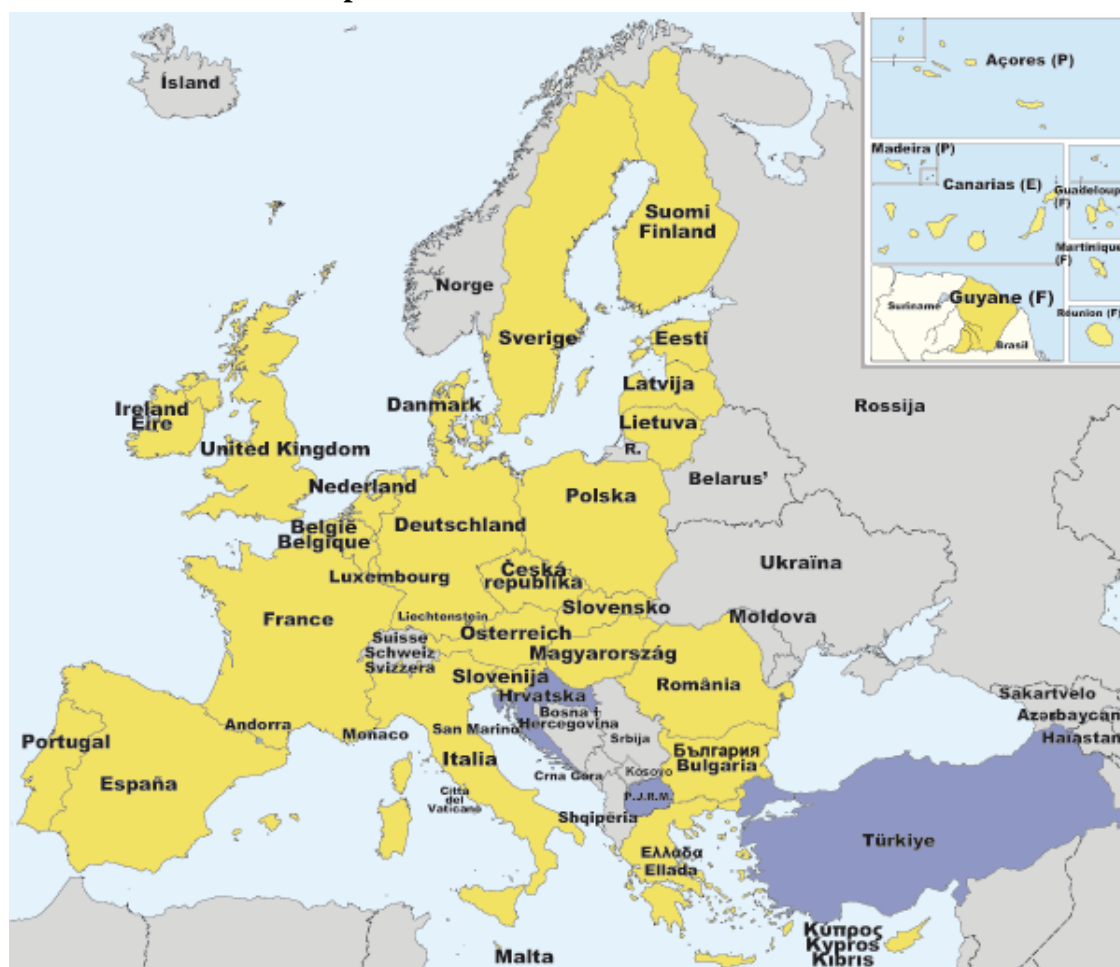 Ísland
Açores (P)
Madeira (P)
Canarias (E)
Guadeloup
(F)
Martinique
(F)
Suriname
Guyane (F)
Brasil
Réunion (F)
Suomi
Finland
Norge
Sverige
Eesti
Latvija
Lietuva
R.
Rossija
Danmark
Ireland
Eire
United Kingdom
Nederland
België
Belgique
Deutschland
Polska
Belarus'
Luxembourg
Česká
republika
Ukraïna
France
Liechtenstein
Slovensko
Moldova
Suisse
Schweiz
Svizzera
Österreich
Magyarország
Slovenija
Hrvatska
România
Bosna i
Hercegovina
Srbija
Sakartvelo
Azərbaycan
Haiastan
Andorra
Monaco
San Marino
Portugal
España
Italia
Città
del
Vaticano
Crna Gora
Kosovo
България
Bulgaria
P.J.R.M.
Shqipëria
Ελλάδα
Ellada
Türkiye
Malta
Κύπρος
Kypros
Kıbrıs